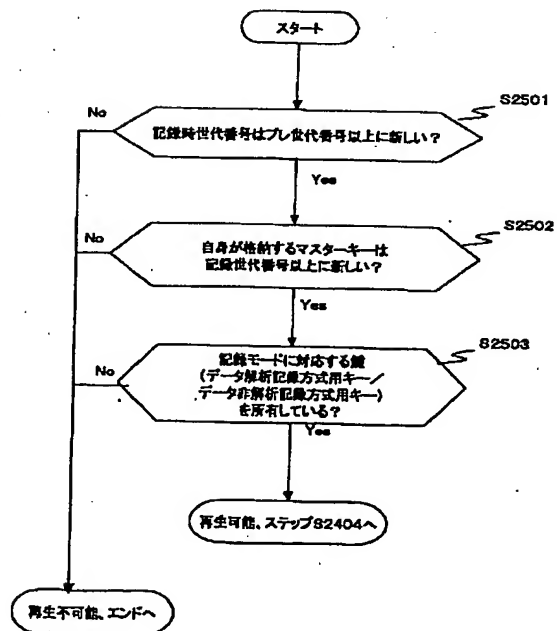 スタート
S2501
No
記録時世代番号はプレ世代番号以上に新しい？
Yes
S2502
No
自身が格納するマスターキーは
記録世代番号以上に新しい？
Yes
S2503
No
記録モードに対応する鍵
(データ解析記録方式用キー/
データ非解析記録方式用キー)
を所有している？
Yes
再生可能、ステップS2404へ
再生不可能、エンドへ